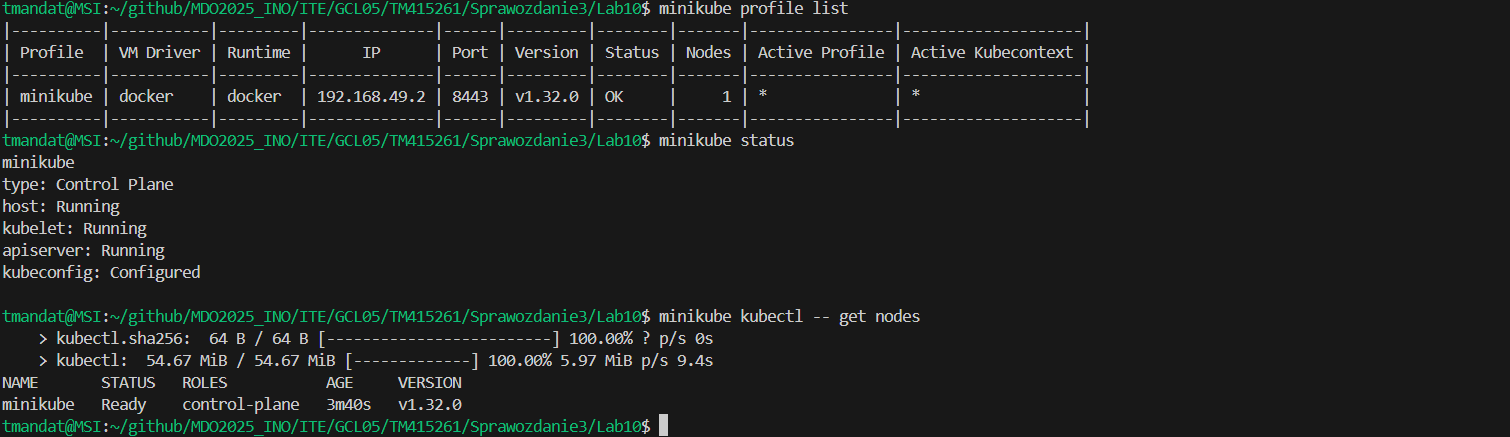 tmandat@MSI:~/github/MDO2025_INO/ITE/GCL05/TM415261/Sprawozdanie3/Lab10$ minikube profile list
|----------|-----------|---------|--------------|------|---------|--------|-------|----------------|--------------------|
| Profile  | VM Driver | Runtime |      IP      | Port | Version | Status | Nodes | Active Profile | Active Kubecontext |
|----------|-----------|---------|--------------|------|---------|--------|-------|----------------|--------------------|
| minikube | docker    | docker  | 192.168.49.2 | 8443 | v1.32.0 | OK     |     1 | *              | *                  |
|----------|-----------|---------|--------------|------|---------|--------|-------|----------------|--------------------|
tmandat@MSI:~/github/MDO2025_INO/ITE/GCL05/TM415261/Sprawozdanie3/Lab10$ minikube status
minikube
type: Control Plane
host: Running
kubelet: Running
apiserver: Running
kubeconfig: Configured

tmandat@MSI:~/github/MDO2025_INO/ITE/GCL05/TM415261/Sprawozdanie3/Lab10$ minikube kubectl -- get nodes
    > kubectl.sha256:  64 B / 64 B [-------------------------] 100.00% ? p/s 0s
    > kubectl:  54.67 MiB / 54.67 MiB [-------------] 100.00% 5.97 MiB p/s 9.4s
NAME       STATUS   ROLES           AGE     VERSION
minikube   Ready    control-plane   3m40s   v1.32.0
tmandat@MSI:~/github/MDO2025_INO/ITE/GCL05/TM415261/Sprawozdanie3/Lab10$